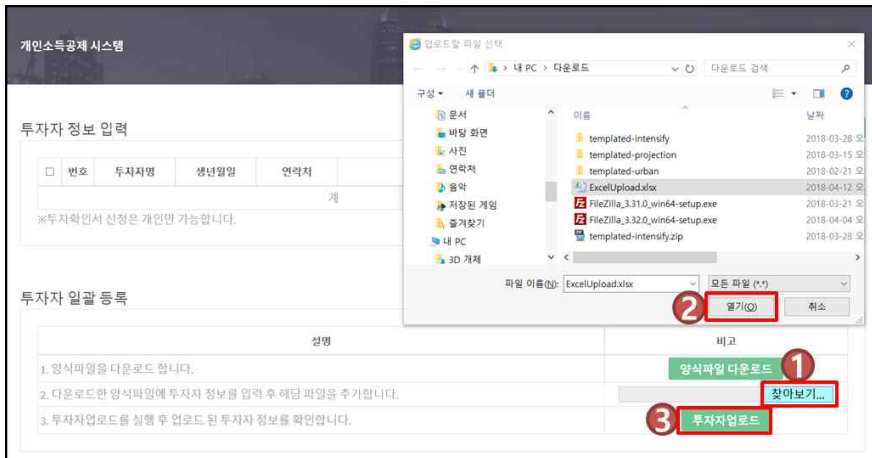 개인소득공제 시스템
투자자 정보 입력
번호 투자자명 생년월일 연락처
계
※투자확인서 신청은 개인만 가능합니다.
투자자 일괄 등록
설명 비고
1. 양식파일을 다운로드 합니다. 양식파일 다운로드
1
2. 다운로드한 양식파일에 투자자 정보를 입력 후 해당 파일을 추가합니다. 찾아보기...
3. 투자자업로드를 실행 후 업로드 된 투자자 정보를 확인합니다. 3 투자자업로드
업로드할 파일 선택
내 PC > 다운로드 다운로드 검색
구성 새 폴더
문서
바탕 화면
사진
연락처
음악
저장된 게임
즐겨찾기
내 PC
3D 개체
이름 날짜
templated-intensify 2018-03-28 오
templated-projection 2018-03-15 오
templated-urban 2018-02-21 오
ExcelUpload.xlsx 2018-04-12 오
FileZilla_3.31.0_win64-setup.exe 2018-03-21 오
FileZilla_3.32.0_win64-setup.exe 2018-04-04 오
templated-intensify.zip 2018-03-28 오
파일 이름(N): ExcelUpload.xlsx 모든 파일 (*.*)
2 열기(O) 취소